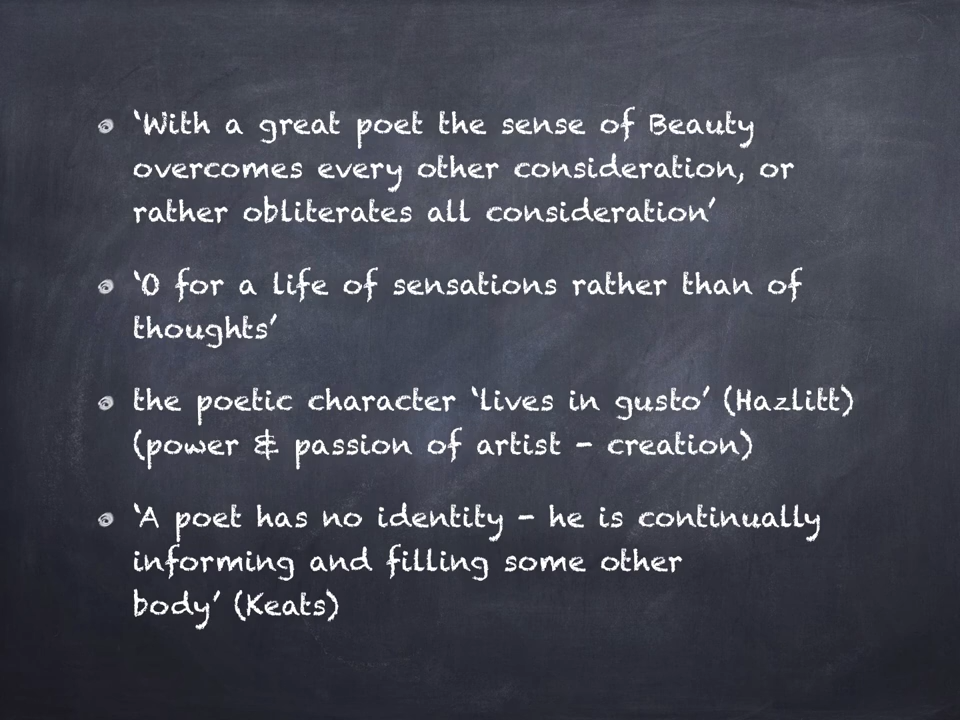 ‘With a great poet the sense of Beauty
overcomes every other consideration, or
rather obliterates all consideration’
‘O for a life of sensations rather than of
thoughts’
the poetic character ‘lives in gusto’ (Hazlitt)
(power & passion of artist - creation)
‘A poet has no identity - he is continually
informing and filling some other
body’ (Keats)